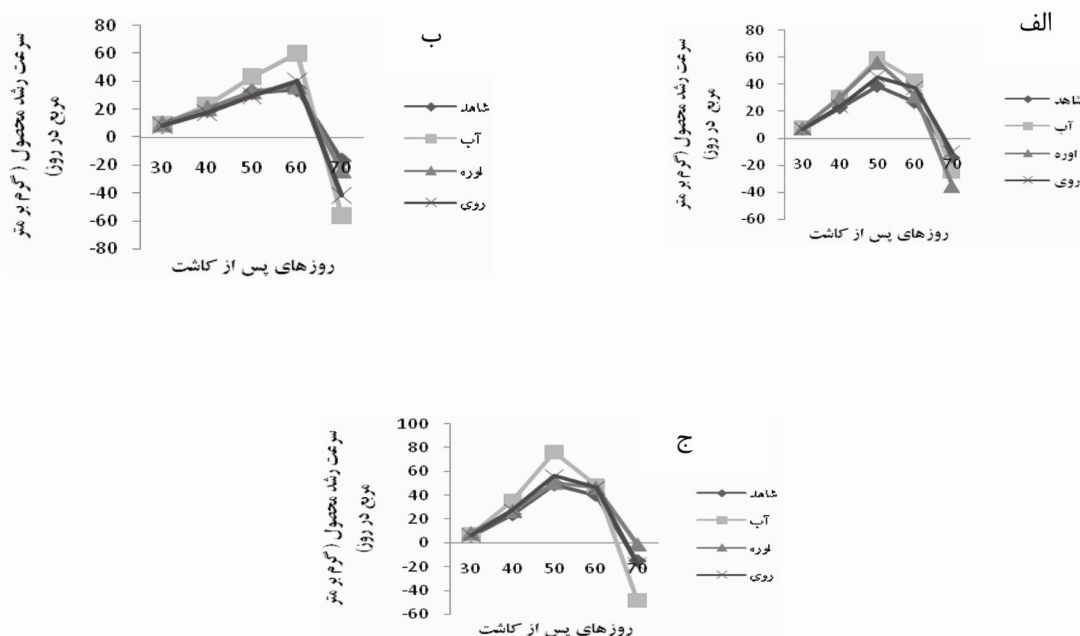 الف
80
60
40
20
0
-20
-40
-60
30 40 50 60 70
سرعت رشد محصول ( گرم بر متر
مربع در روز)
روزهای پس از کاشت
شاهد
آب
اوره
روی
ب
80
60
40
20
0
-20
-40
-60
-80
30 40 50 60 70
سرعت رشد محصول ( گرم بر متر
مربع در روز)
روزهای پس از کاشت
شاهد
آب
اوره
روی
ج
100
80
60
40
20
0
-20
-40
-60
30 40 50 60 70
سرعت رشد محصول ( گرم بر متر
مربع در روز)
روزهای پس از کاشت
شاهد
آب
اوره
روی